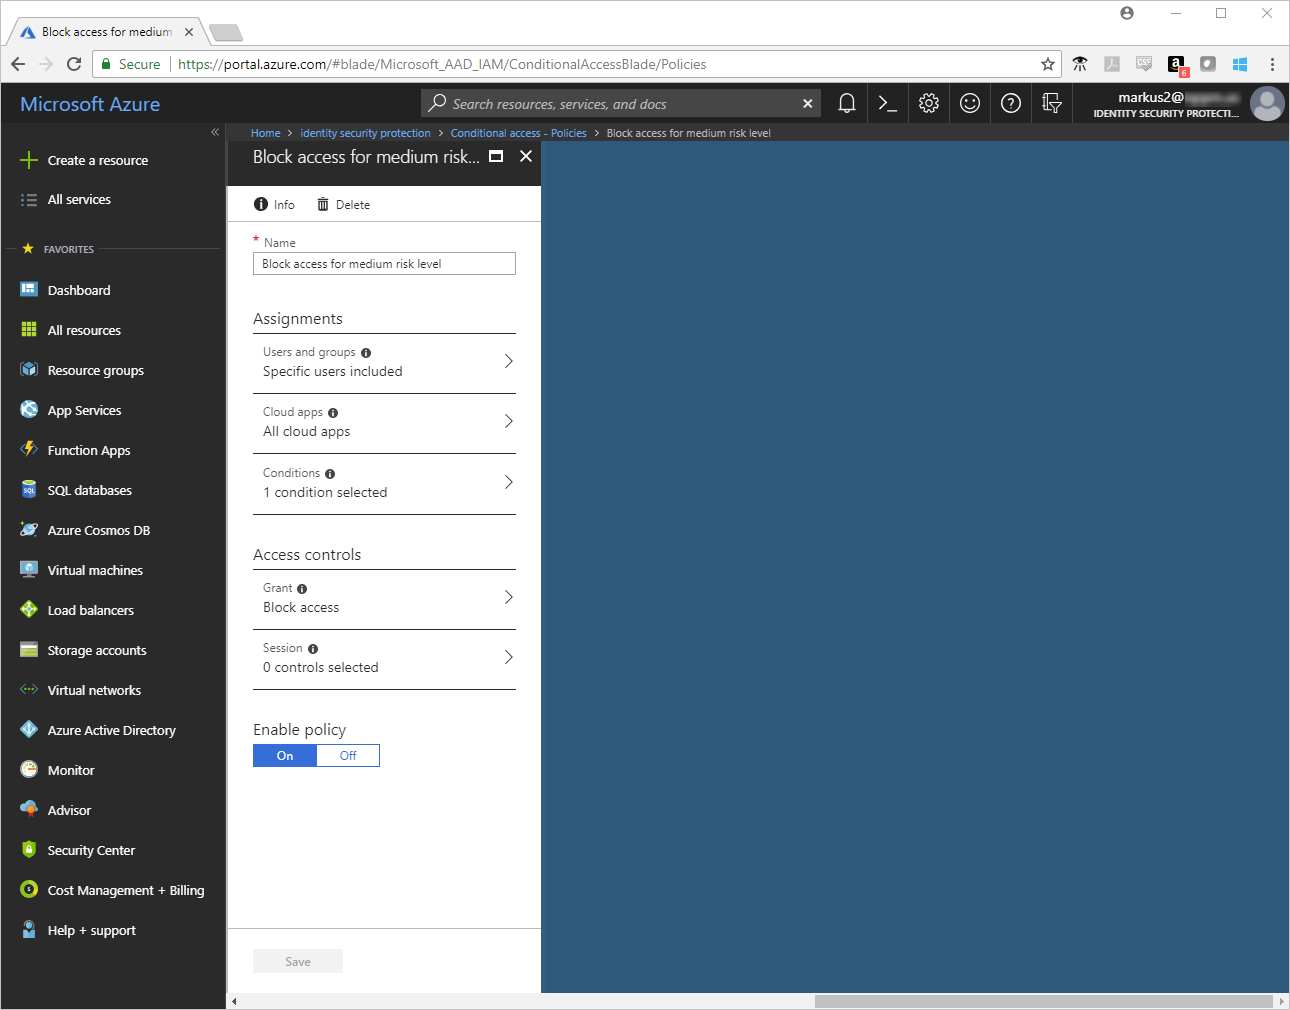 Block access for medium
Secure
https://portal.azure.com/#blade/Microsoft_AAD_IAM/ConditionalAccessBlade/Policies
CSS
a
6
Microsoft Azure
Search resources, services, and docs
markus2@
IDENTITY SECURITY PROTECTI...
Home > identity security protection > Conditional access - Policies > Block access for medium risk level
Create a resource
All services
FAVORITES
Dashboard
All resources
Resource groups
App Services
Function Apps
SQL
SQL databases
Azure Cosmos DB
Virtual machines
Load balancers
Storage accounts
Virtual networks
Azure Active Directory
Monitor
Advisor
Security Center
Cost Management + Billing
Help + support
Block access for medium risk...
Info
Delete
* Name
Block access for medium risk level
Assignments
Users and groups
Specific users included
Cloud apps
All cloud apps
Conditions
1 condition selected
Access controls
Grant
Block access
Session
0 controls selected
Enable policy
On
Off
Save